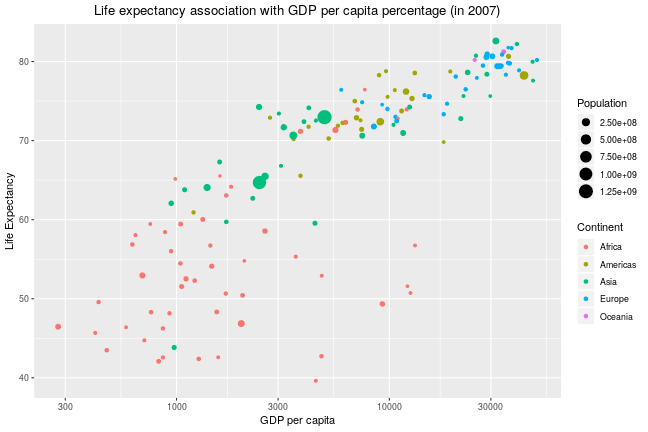 Life expectancy association with GDP per capita percentage (in 2007)
Life Expectancy
80
70
60
50
40
300
1000
3000
10000
30000
GDP per capita
Population
2.50e+08
5.00e+08
7.50e+08
1.00e+09
1.25e+09
Continent
Africa
Americas
Asia
Europe
Oceania